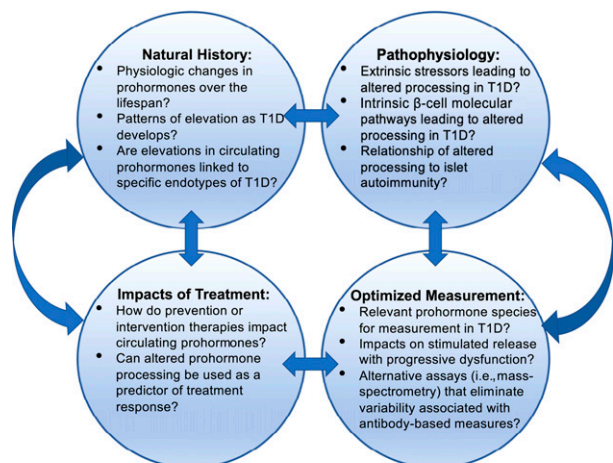 Natural History:
• Physiologic changes in
prohormones over the
lifespan?
• Patterns of elevation as T1D
develops?
• Are elevations in circulating
prohormones linked to
specific endotypes of T1D?
Pathophysiology:
• Extrinsic stressors leading to
altered processing in T1D?
• Intrinsic β-cell molecular
pathways leading to altered
processing in T1D?
• Relationship of altered
processing to islet
autoimmunity?
Impacts of Treatment:
• How do prevention or
intervention therapies impact
circulating prohormones?
• Can altered prohormone
processing be used as a
predictor of treatment
response?
Optimized Measurement:
• Relevant prohormone species
for measurement in T1D?
• Impacts on stimulated release
with progressive dysfunction?
• Alternative assays (i.e.,mass-
spectrometry) that eliminate
variability associated with
antibody-based measures?